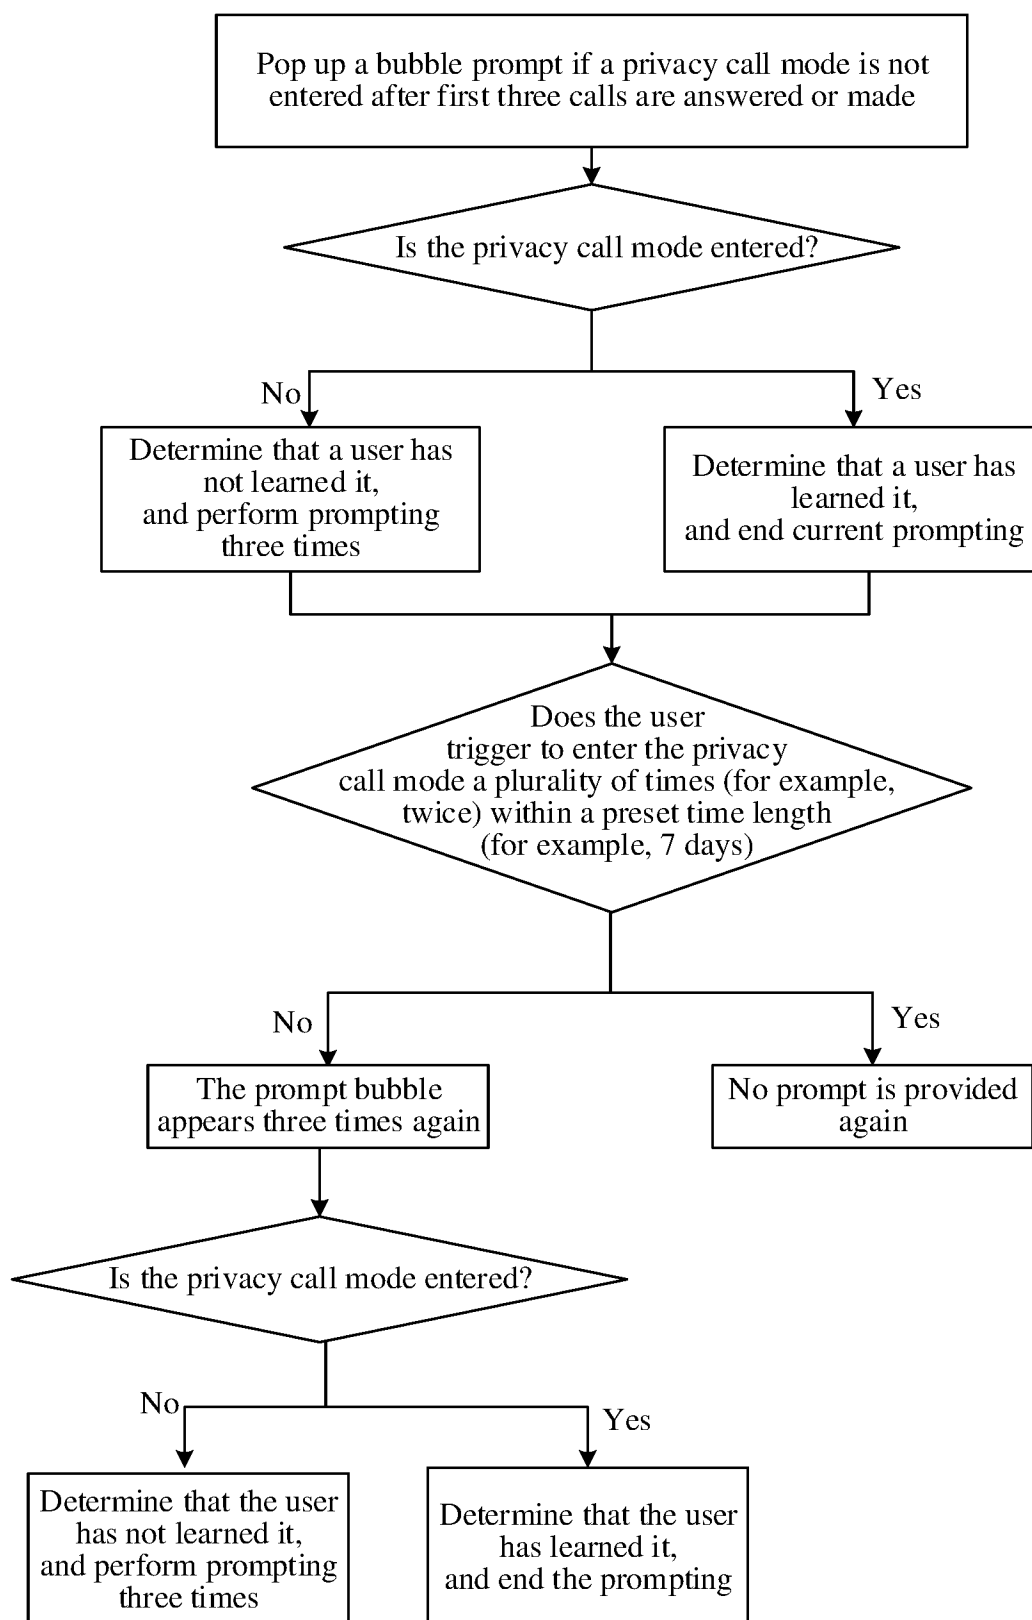 Pop up a bubble prompt if a privacy call mode is not
entered after first three calls are answered or made
Is the privacy call mode entered?
No
Yes
Determine that a user has
not learned it,
and perform prompting
three times
Determine that a user has
learned it,
and end current prompting
Does the user
trigger to enter the privacy
call mode a plurality of times (for example,
twice) within a preset time length
(for example, 7 days)
No
Yes
The prompt bubble
appears three times again
No prompt is provided
again
Is the privacy call mode entered?
No
Yes
Determine that the user
has not learned it,
and perform prompting
three times
Determine that the user
has learned it,
and end the prompting